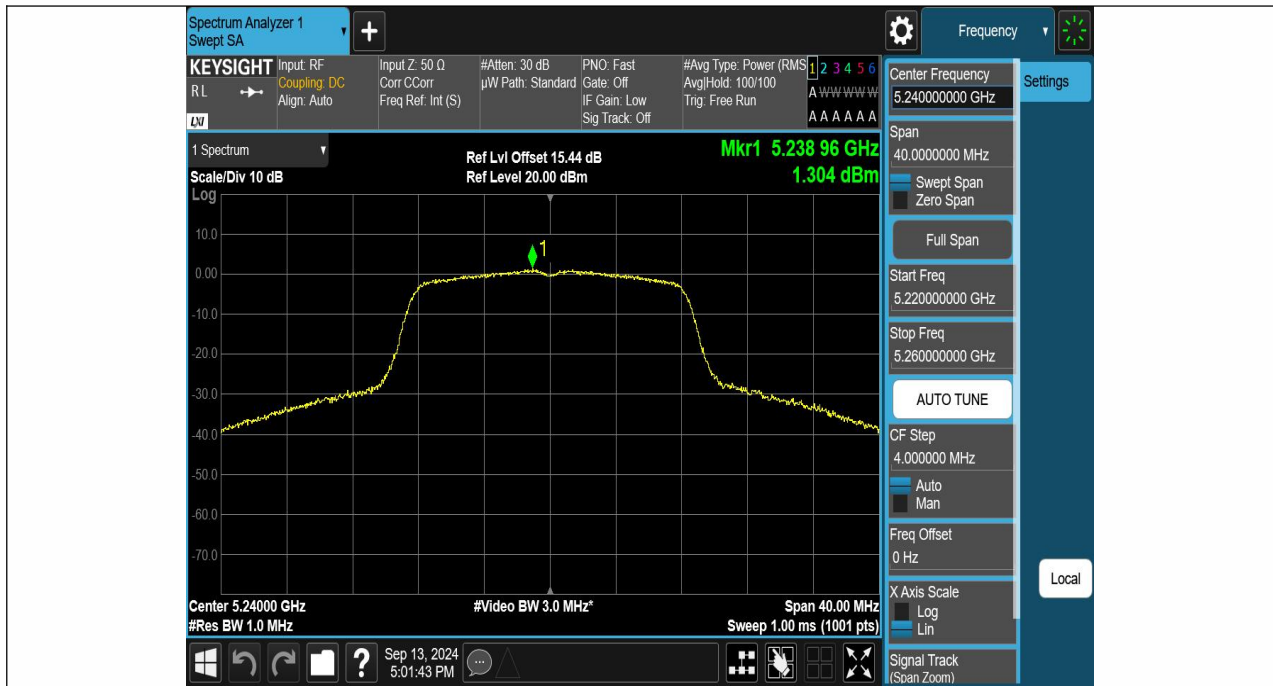 Spectrum Analyzer 1
Swept SA
+
Frequency
KEYSIGHT
R L
LXI
Input: RF
Coupling: DC
Align: Auto
Input Z: 50 Ω
Corr CCorr
Freq Ref: Int (S)
#Atten: 30 dB
µW Path: Standard
PNO: Fast
Gate: Off
IF Gain: Low
Sig Track: Off
#Avg Type: Power (RMS
Avg|Hold: 100/100
Trig: Free Run
1 2 3 4 5 6
A W W W W W
A A A A A A
1 Spectrum
Scale/Div 10 dB
Log
Ref Lvl Offset 15.44 dB
Ref Level 20.00 dBm
Mkr1 5.238 96 GHz
1.304 dBm
1
10.0
0.00
-10.0
-20.0
-30.0
-40.0
-50.0
-60.0
-70.0
Center 5.24000 GHz
#Res BW 1.0 MHz
#Video BW 3.0 MHz*
Span 40.00 MHz
Sweep 1.00 ms (1001 pts)
?
Sep 13, 2024
5:01:43 PM
Center Frequency
5.240000000 GHz
Span
40.0000000 MHz
Swept Span
Zero Span
Full Span
Start Freq
5.220000000 GHz
Stop Freq
5.260000000 GHz
AUTO TUNE
CF Step
4.000000 MHz
Auto
Man
Freq Offset
0 Hz
X Axis Scale
Log
Lin
Signal Track
(Span Zoom)
Settings
Local